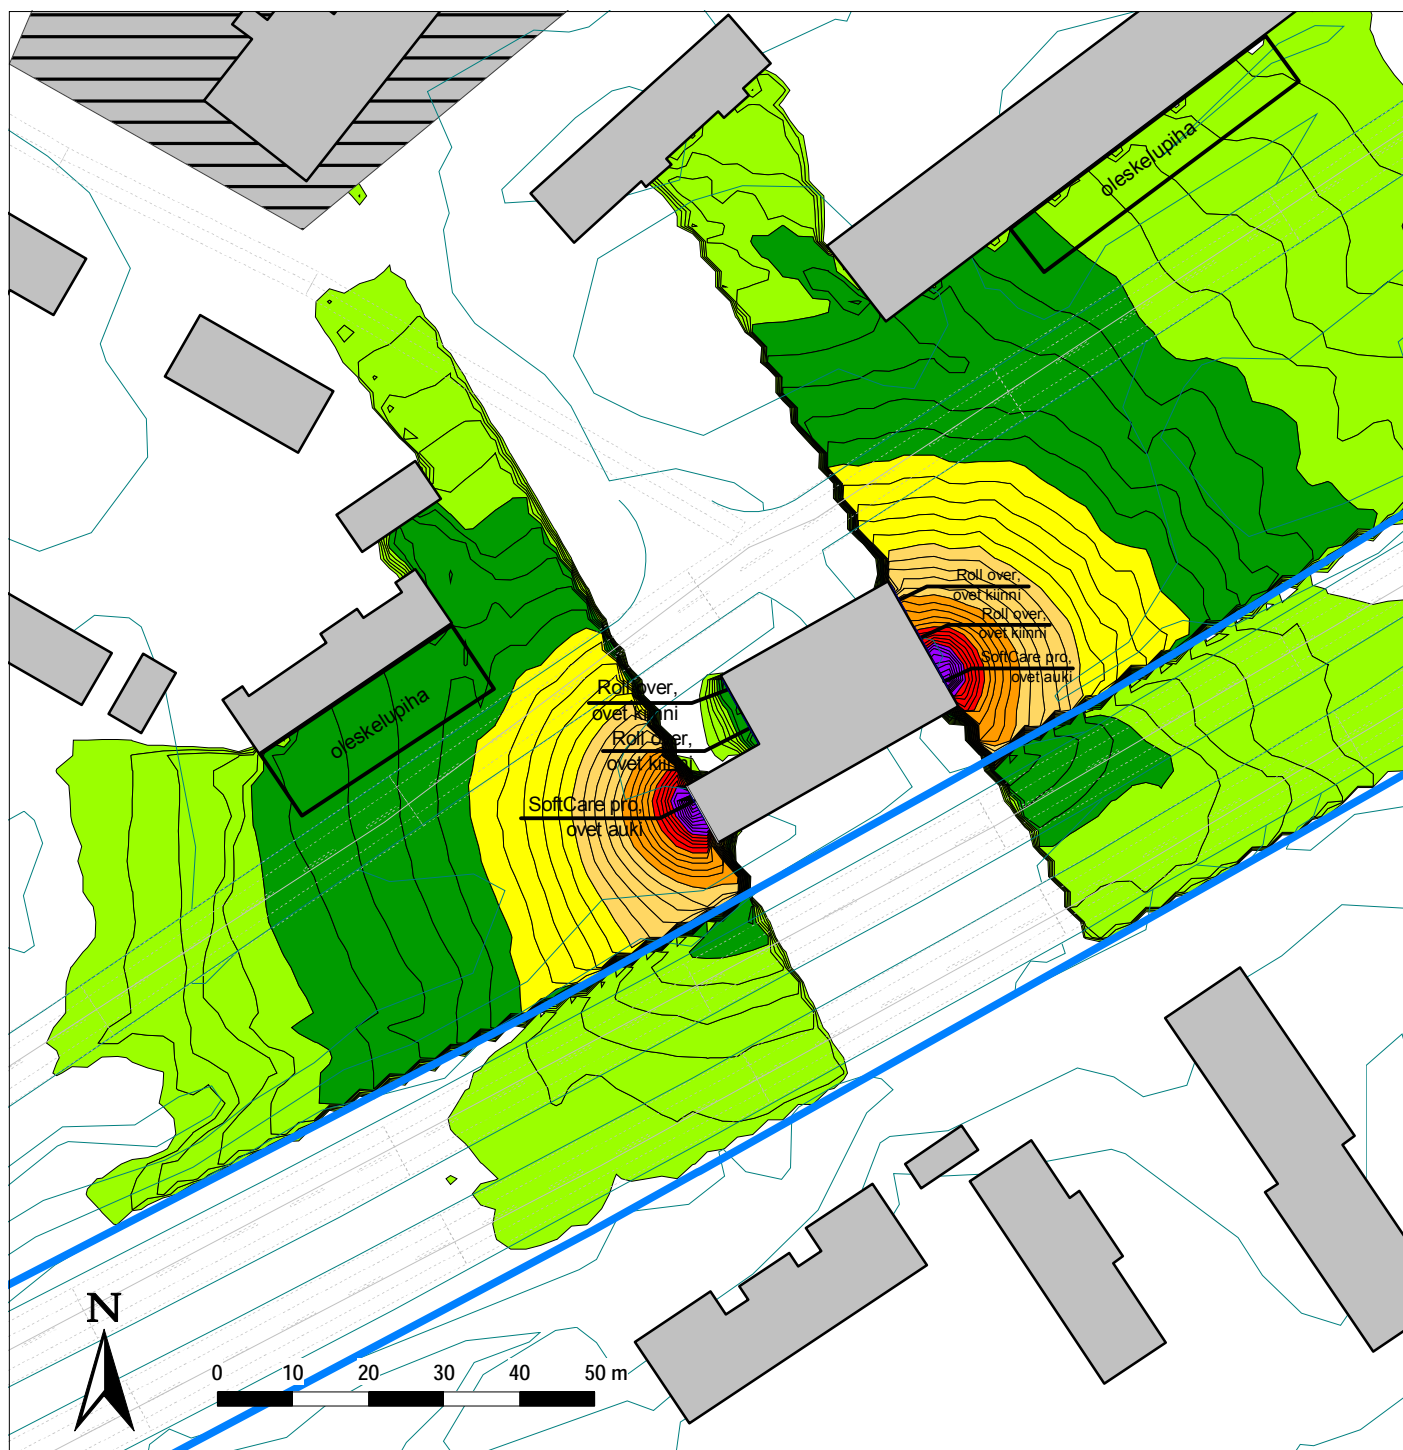 oleskelupiha
Roll over,
ovet kiinni
Roll over,
ovet kiinni
SoftCare pro,
ovet auki
oleskelupiha
Roll over,
ovet kiinni
Roll over,
ovet kiinni
SoftCare pro,
ovet auki
N
0 10 20 30 40 50 m